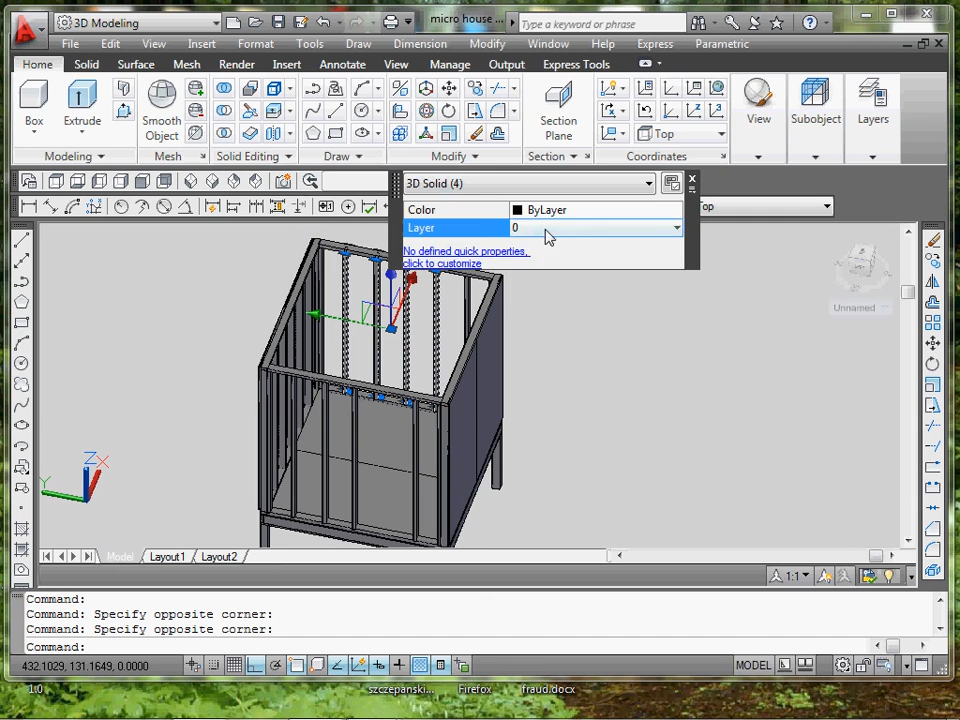 3D Modeling
micro house ...
Type a keyword or phrase
File Edit View Insert Format Tools Draw Dimension Modify Window Help Express Parametric
Home Solid Surface Mesh Render Insert Annotate View Manage Output Express Tools
Box
Extrude
Smooth
Object
Section
Plane
Top
View
Subobject
Layers
Modeling
Mesh
Solid Editing
Draw
Modify
Section
Coordinates
3D Solid (4)
Top
Color ByLayer
Layer 0
No defined quick properties,
click to customize
Unnamed
Z
X
Y
Model Layout1 Layout2
1:1
Command:
Command: Specify opposite corner:
Command: Specify opposite corner:
Command:
432.1029, 131.1649, 0.0000
MODEL
1.0
szczepanski...
Firefox
fraud.docx